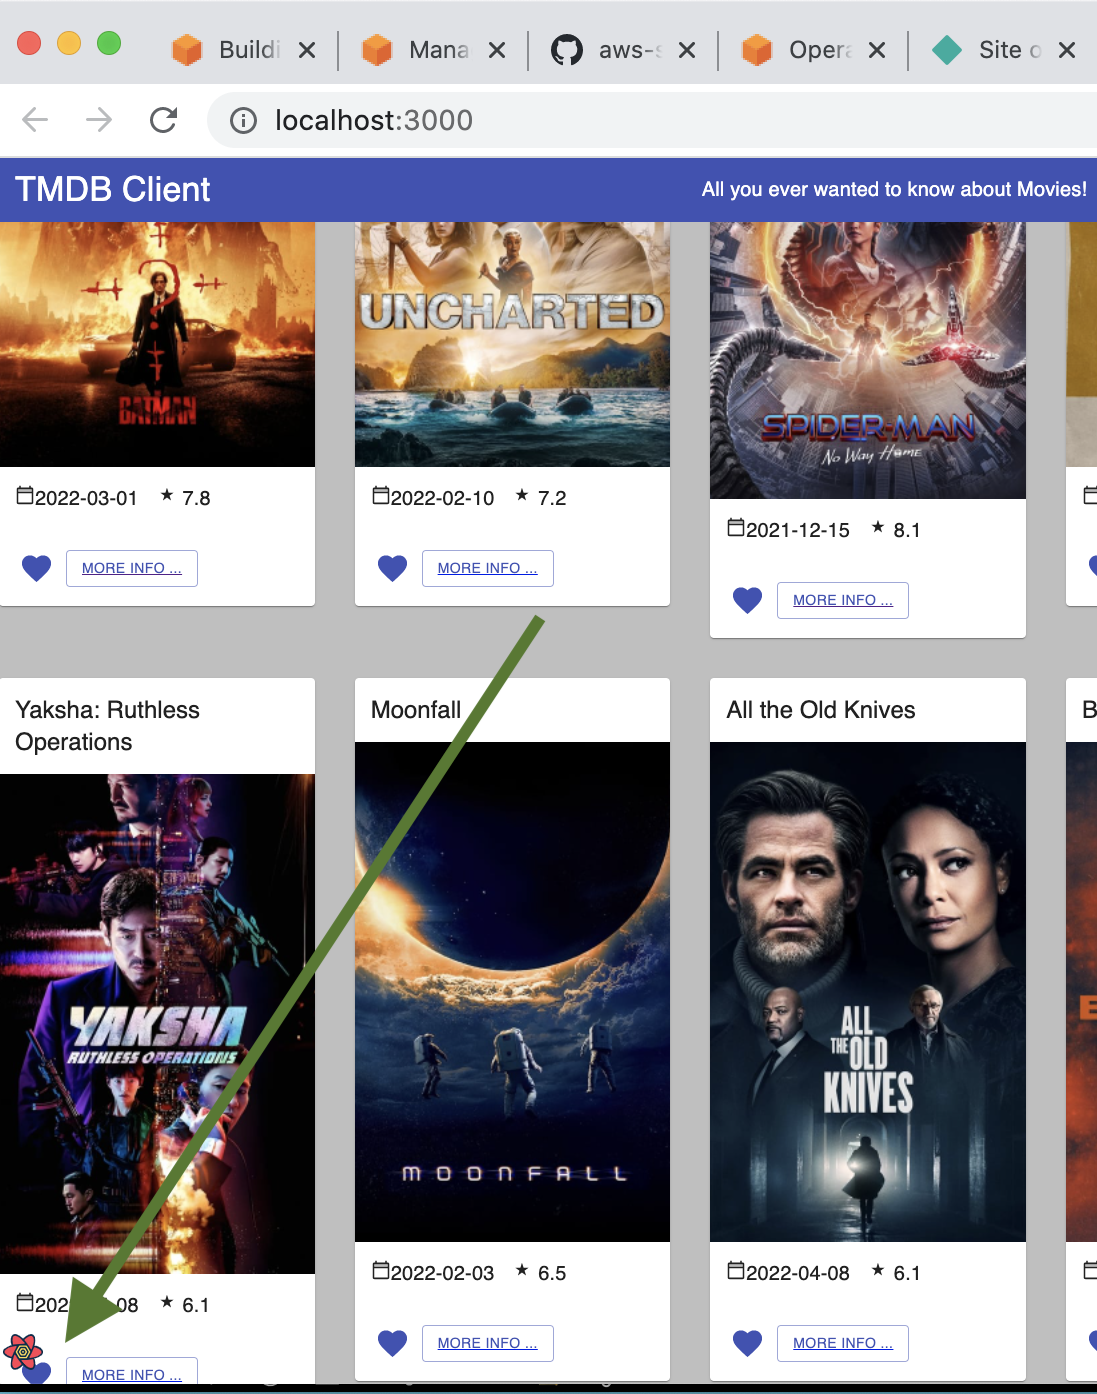 Buildi
Mana
aws-s
Opera
Site o
localhost:3000
TMDB Client
All you ever wanted to know about Movies!
BATMAN
UNCHARTED
SPIDER-MAN
No Way Home
2022-03-01 ★ 7.8
2022-02-10 ★ 7.2
2021-12-15 ★ 8.1
MORE INFO ...
MORE INFO ...
MORE INFO ...
Yaksha: Ruthless
Operations
Moonfall
All the Old Knives
B
YAKSHA
RUTHLESS OPERATIONS
MOONFALL
ALL
THE OLD
KNIVES
2022-02-03 ★ 6.5
2022-04-08 ★ 6.1
08 ★ 6.1
MORE INFO ...
MORE INFO ...
MORE INFO ...